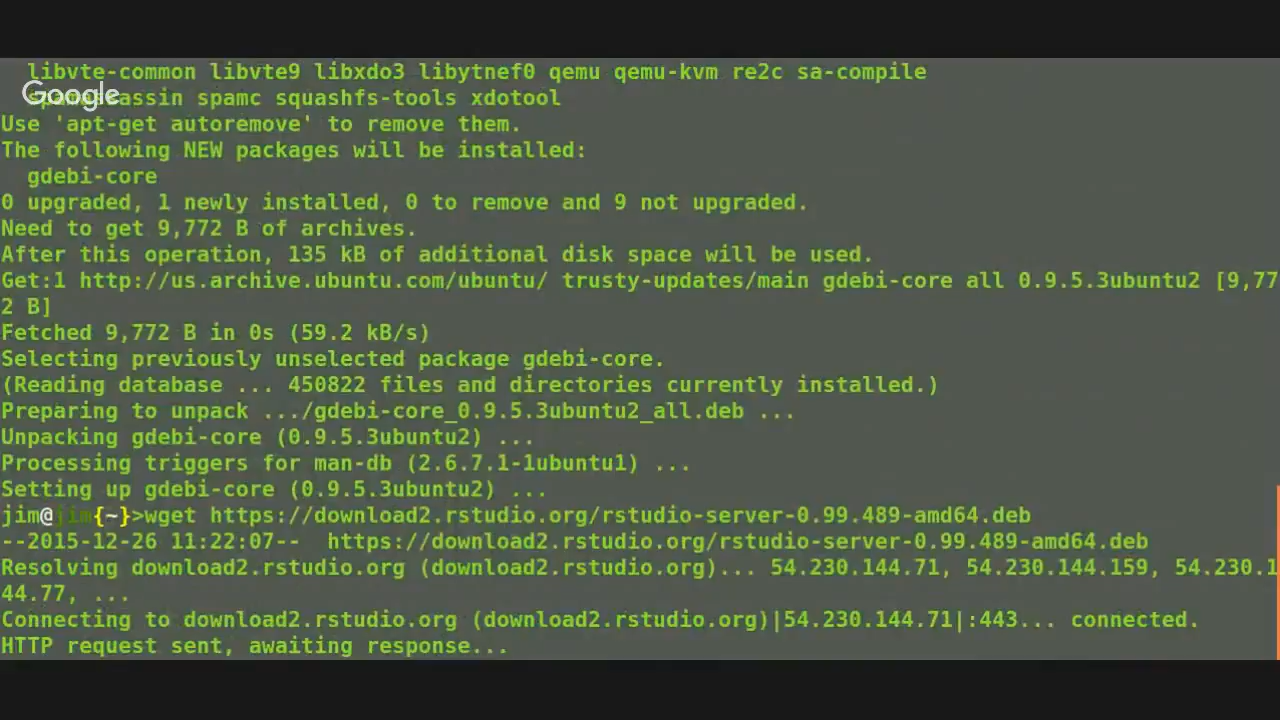 libvte-common libvte9 libxdo3 libytnef0 qemu qemu-kvm re2c sa-compile
Google
spamassassin spamc squashfs-tools xdotool
Use 'apt-get autoremove' to remove them.
The following NEW packages will be installed:
gdebi-core
0 upgraded, 1 newly installed, 0 to remove and 9 not upgraded.
Need to get 9,772 B of archives.
After this operation, 135 kB of additional disk space will be used.
Get:1 http://us.archive.ubuntu.com/ubuntu/ trusty-updates/main gdebi-core all 0.9.5.3ubuntu2 [9,77
2 B]
Fetched 9,772 B in 0s (59.2 kB/s)
Selecting previously unselected package gdebi-core.
(Reading database ... 450822 files and directories currently installed.)
Preparing to unpack .../gdebi-core_0.9.5.3ubuntu2_all.deb ...
Unpacking gdebi-core (0.9.5.3ubuntu2) ...
Processing triggers for man-db (2.6.7.1-1ubuntu1) ...
Setting up gdebi-core (0.9.5.3ubuntu2) ...
jim@jim{~}>wget https://download2.rstudio.org/rstudio-server-0.99.489-amd64.deb
--2015-12-26 11:22:07--  https://download2.rstudio.org/rstudio-server-0.99.489-amd64.deb
Resolving download2.rstudio.org (download2.rstudio.org)... 54.230.144.71, 54.230.144.159, 54.230.1
44.77, ...
Connecting to download2.rstudio.org (download2.rstudio.org)|54.230.144.71|:443... connected.
HTTP request sent, awaiting response...